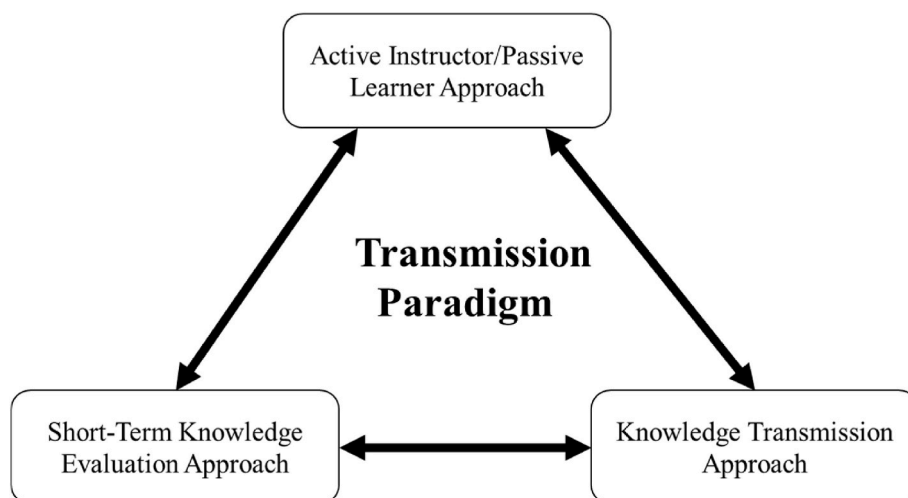 Active Instructor/Passive
Learner Approach
Transmission
Paradigm
Short-Term Knowledge
Evaluation Approach
Knowledge Transmission
Approach